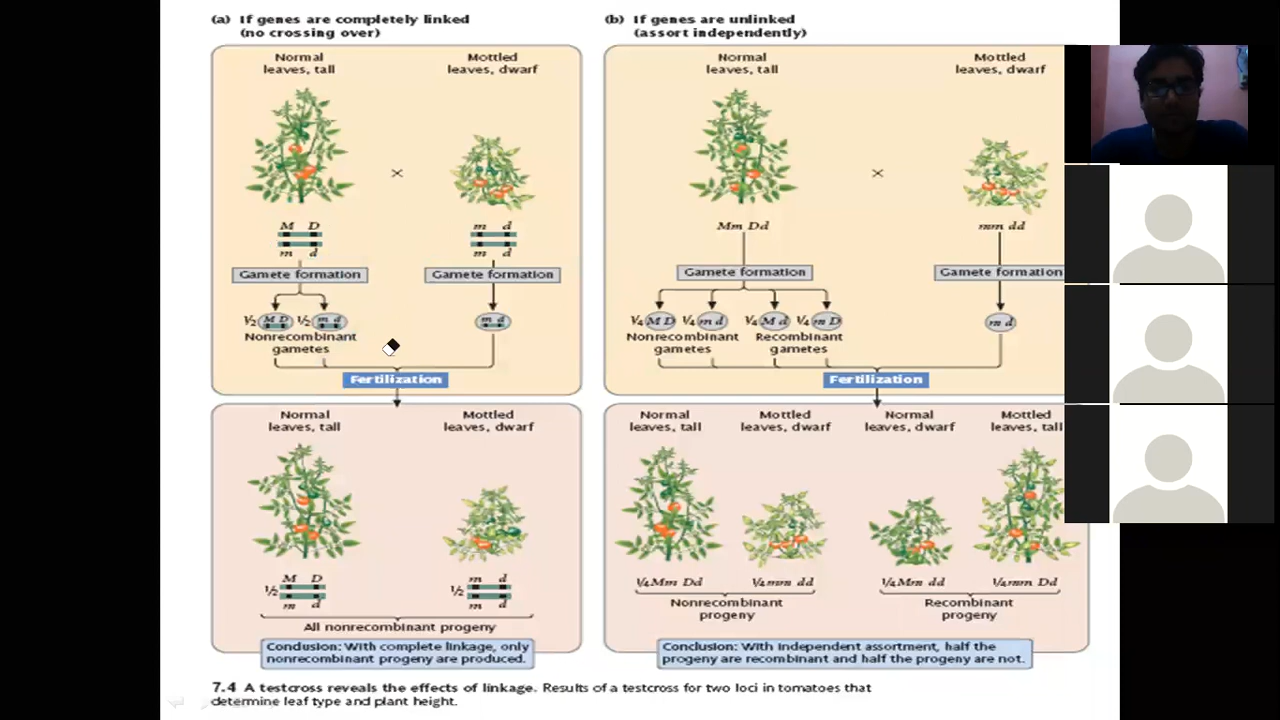 (a) If genes are completely linked
(no crossing over)
Normal
leaves, tall
Mottled
leaves, dwarf
×
M D
m d
m d
m d
Gamete formation
Gamete formation
½ M D ½ m d
m d
Nonrecombinant
gametes
Fertilization
Normal
leaves, tall
Mottled
leaves, dwarf
½
M D
m d
½
m d
m d
All nonrecombinant progeny
Conclusion: With complete linkage, only
nonrecombinant progeny are produced.
(b) If genes are unlinked
(assort independently)
Normal
leaves, tall
Mottled
leaves, dwarf
×
Mm Dd
mm dd
Gamete formation
Gamete formation
¼ M D ¼ m d ¼ M d ¼ m D
m d
Nonrecombinant
gametes
Recombinant
gametes
Fertilization
Normal
leaves, tall
Mottled
leaves, dwarf
Normal
leaves, dwarf
Mottled
leaves, tall
¼ Mm Dd
¼ mm dd
¼ Mm dd
¼ mm Dd
Nonrecombinant
progeny
Recombinant
progeny
Conclusion: With independent assortment, half the
progeny are recombinant and half the progeny are not.
7.4 A testcross reveals the effects of linkage. Results of a testcross for two loci in tomatoes that
determine leaf type and plant height.